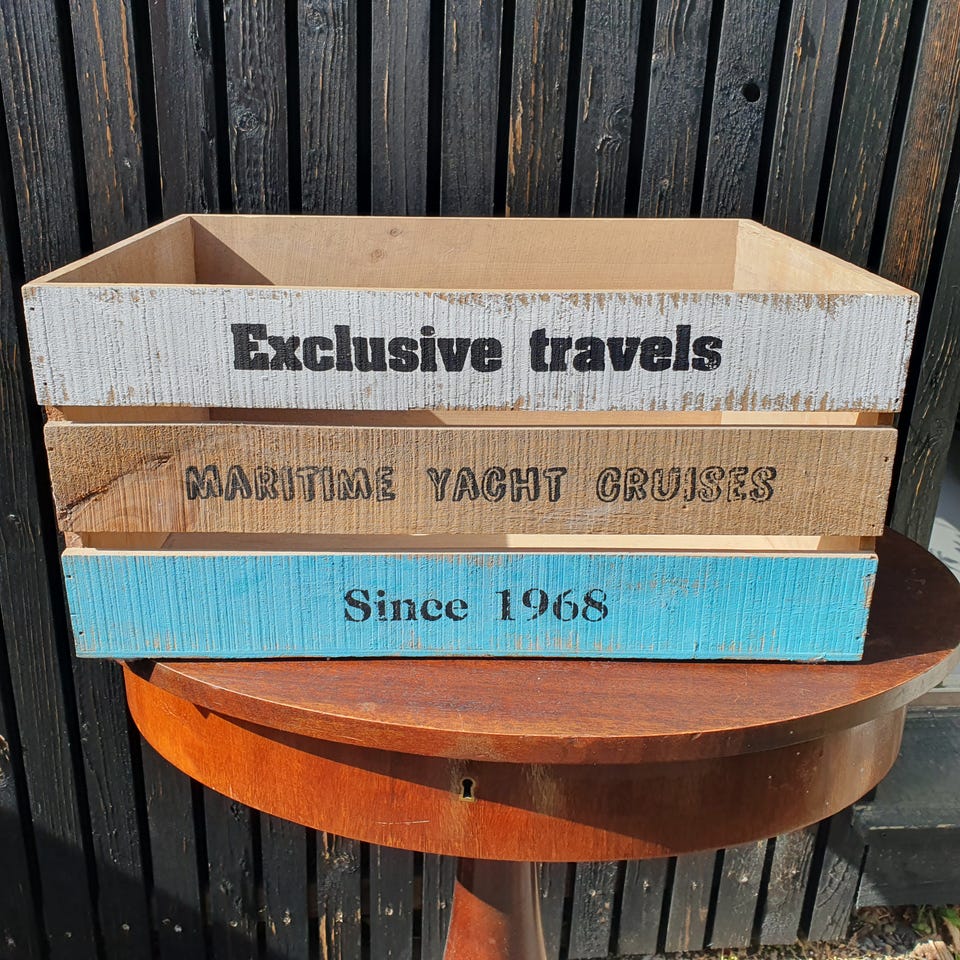 Exclusive travels
MARITIME YACHT CRUISES
Since 1968